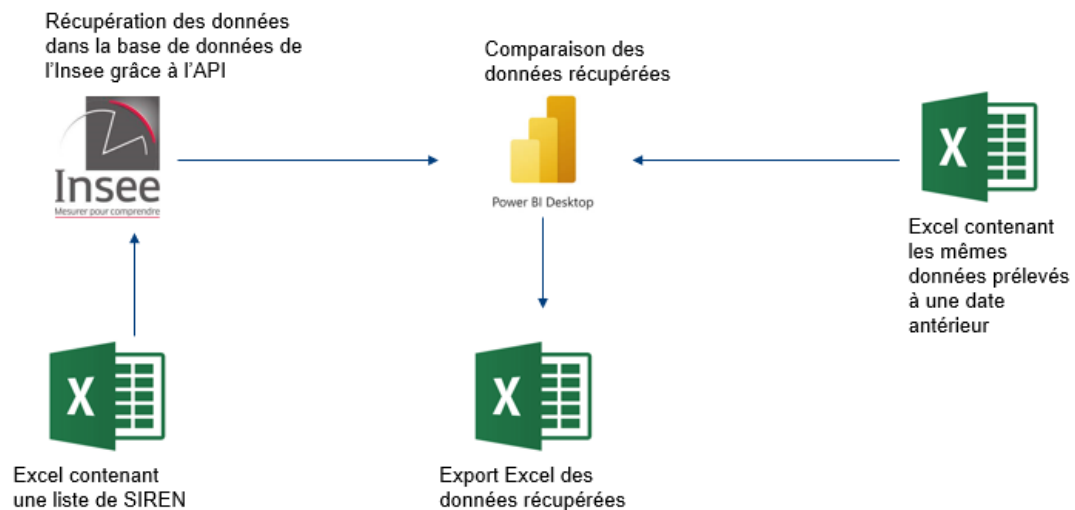 Récupération des données
dans la base de données de
l'Insee grâce à l'API
Insee
Mesurer pour comprendre
Comparaison des
données récupérées
Power BI Desktop
X
Excel contenant
les mêmes
données prélevés
à une date
antérieur
X
Excel contenant
une liste de SIREN
X
Export Excel des
données récupérées